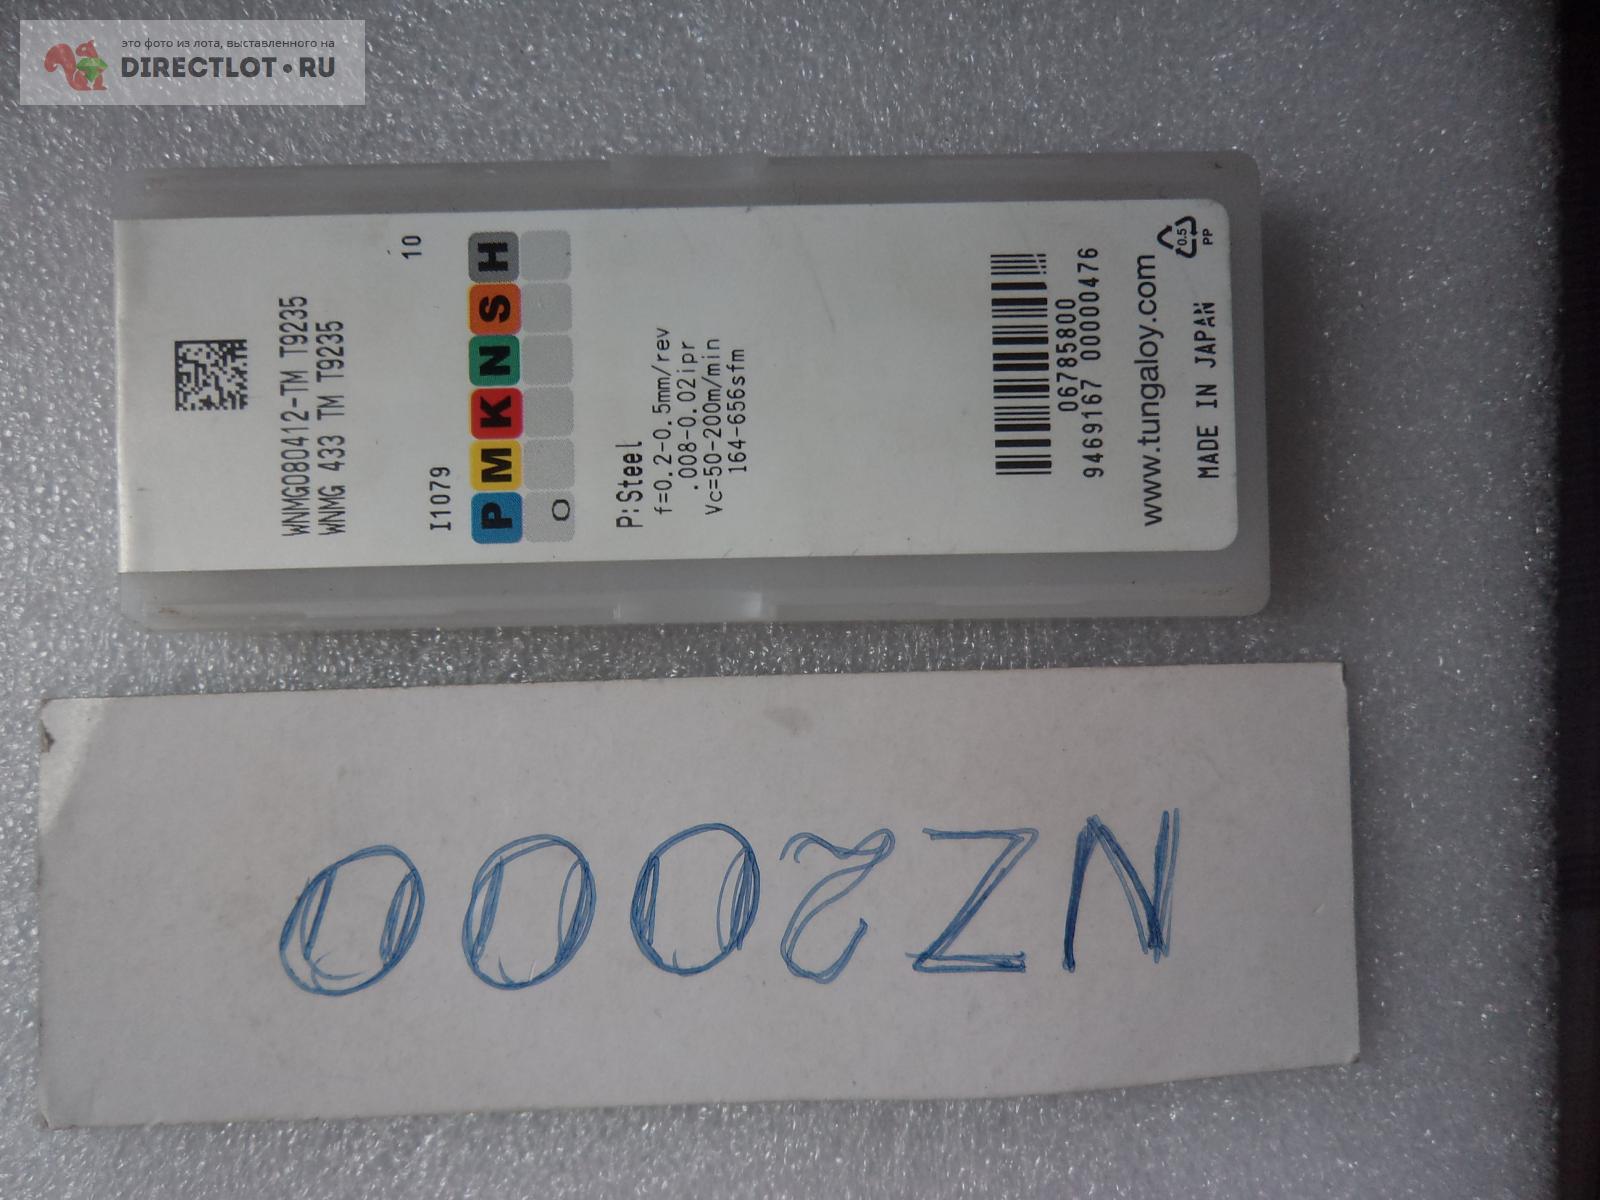 это фото из лота, выставленного на
DIRECTLOT.RU
WNMG080412-TM T9235
WNMG 433 TM T9235
10
I1079
P M K N S H
O
P:Steel
f=0.2-0.5mm/rev
.008-0.02ipr
Vc=50-200m/min
164-656sfm
06785800
9469167 00000476
www.tungaloy.com
MADE IN JAPAN
0.5
PP
NZ2000